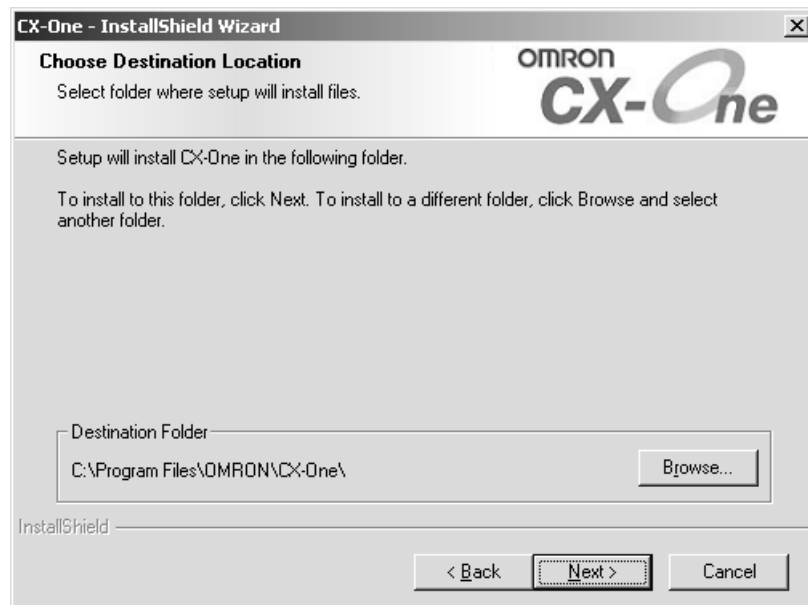 CX-One - InstallShield Wizard
Choose Destination Location
Select folder where setup will install files.
OMRON
CX-One
Setup will install CX-One in the following folder.
To install to this folder, click Next. To install to a different folder, click Browse and select
another folder.
Destination Folder
C:\Program Files\OMRON\CX-One\
Browse...
InstallShield
< Back
Next >
Cancel